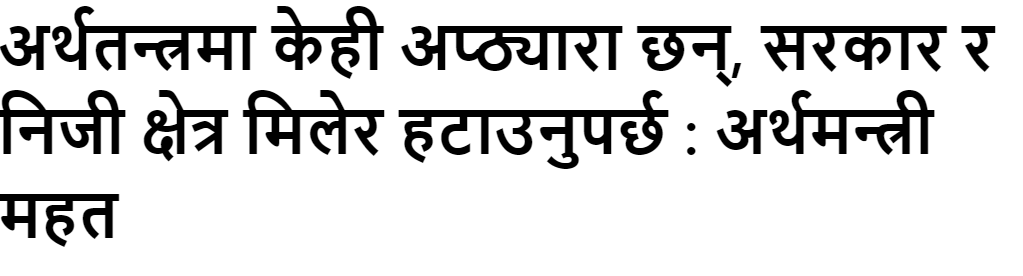 अर्थतन्त्रमा केही अप्ठ्यारा छन्, सरकार र
निजी क्षेत्र मिलेर हटाउनुपर्छ : अर्थमन्त्री
महत